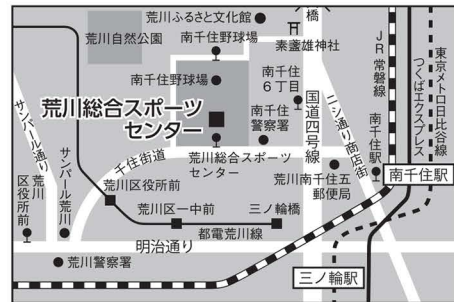 荒川ふるさと文化館
橋
荒川自然公園
南千住野球場
素盞雄神社
JR常磐線
東京メトロ日比谷線
つくばエクスプレス
南千住野球場
南千住
6丁目
国道四号線
コツ通り商店街
南千住駅
荒川総合スポーツ
センター
サンパール通り
南千住
警察署
千住街道
荒川総合スポーツ
センター
サンパール荒川
荒川
区役所前
荒川区役所前
荒川南千住五
郵便局
南千住駅
荒川区一中前
三ノ輪橋
都電荒川線
明治通り
荒川警察署
三ノ輪駅